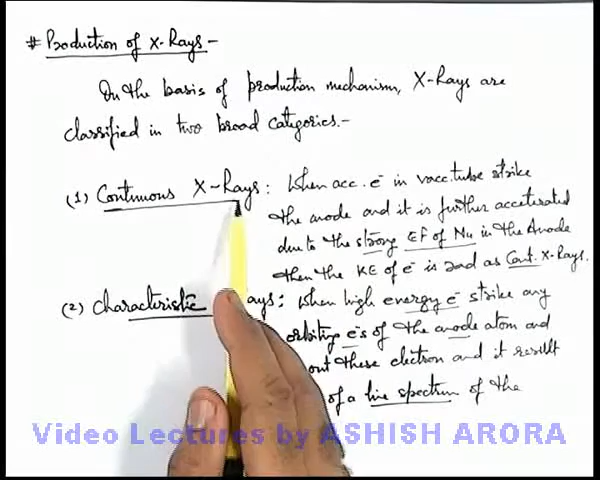 # Production of X-Rays -
On the basis of production mechanism, X-Rays are
classified in two broad categories.-
(1) Continuous X-Rays: When acc. e⁻ in vacc. tube strike
the anode and it is further accelerated
due to the strong EF of Nu in the Anode
then the KE of e⁻ is rad as Cont. X-Rays.
(2) Characteristic ays: When high energy e⁻ strike any
orbiting e⁻s of the anode atom and
out these electron and it result
of a line spectrum of the
Video Lectures by ASHISH ARORA